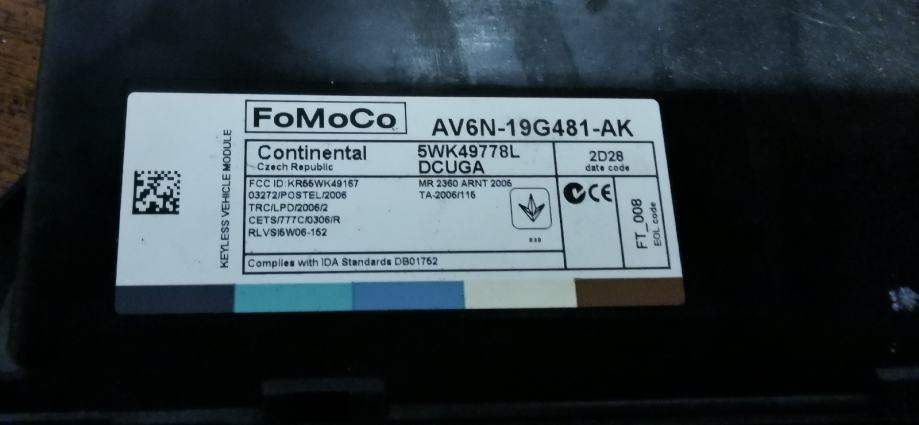 FoMoCo
AV6N-19G481-AK
KEYLESS VEHICLE MODULE
Continental
Czech Republic
5WK49778L
DCUGA
2D28
date code
FCC ID:KR55WK49167
03272/POSTEL/2006
TRC/LPD/2006/2
CETS/777C/0306/R
RLVSI5W06-152
MR 2360 ARNT 2005
TA-2006/115
CE
FT_008
EOL code
Complies with IDA Standards DB01752